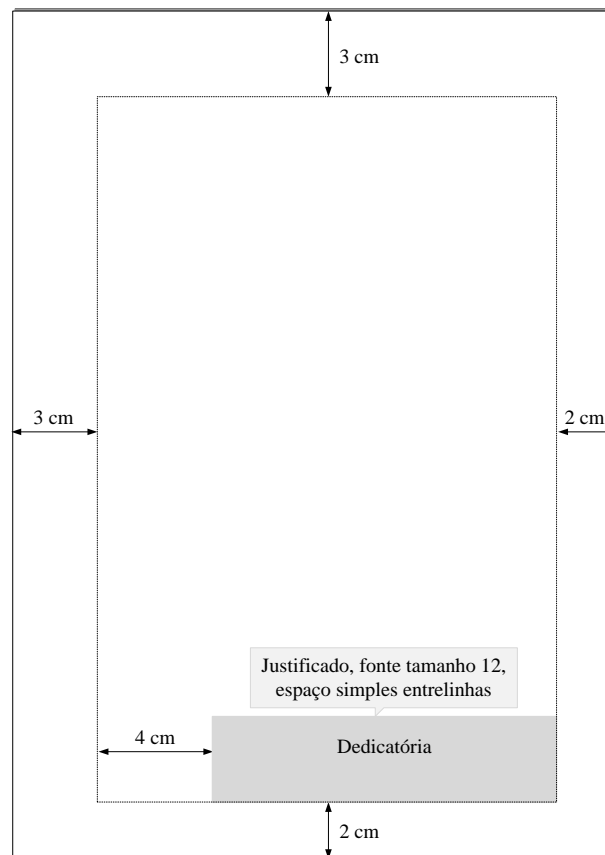 3 cm
3 cm
2 cm
Justificado, fonte tamanho 12,
espaço simples entrelinhas
4 cm
Dedicatória
2 cm